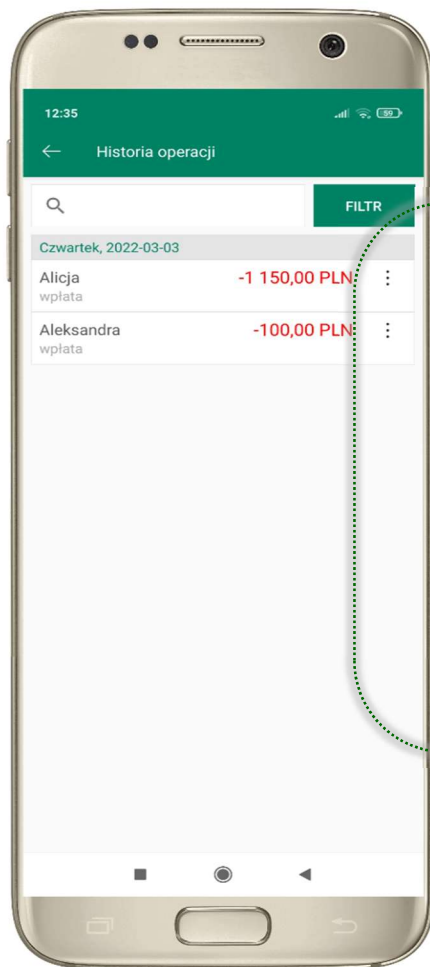 12:35
59
Historia operacji
FILTR
Czwartek, 2022-03-03
Alicja
-1 150,00 PLN
wpłata
Aleksandra
-100,00 PLN
wpłata